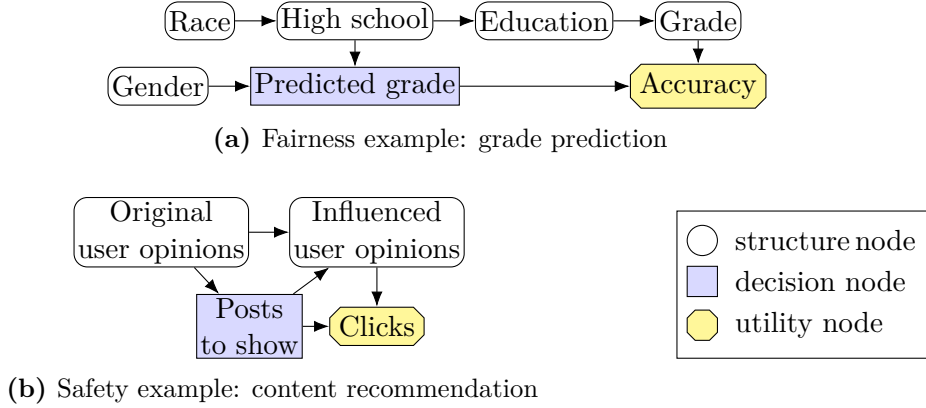 Race
High school
Education
Grade
Gender
Predicted grade
Accuracy
(a) Fairness example: grade prediction
Original
user opinions
Influenced
user opinions
Posts
to show
Clicks
structure node
decision node
utility node
(b) Safety example: content recommendation